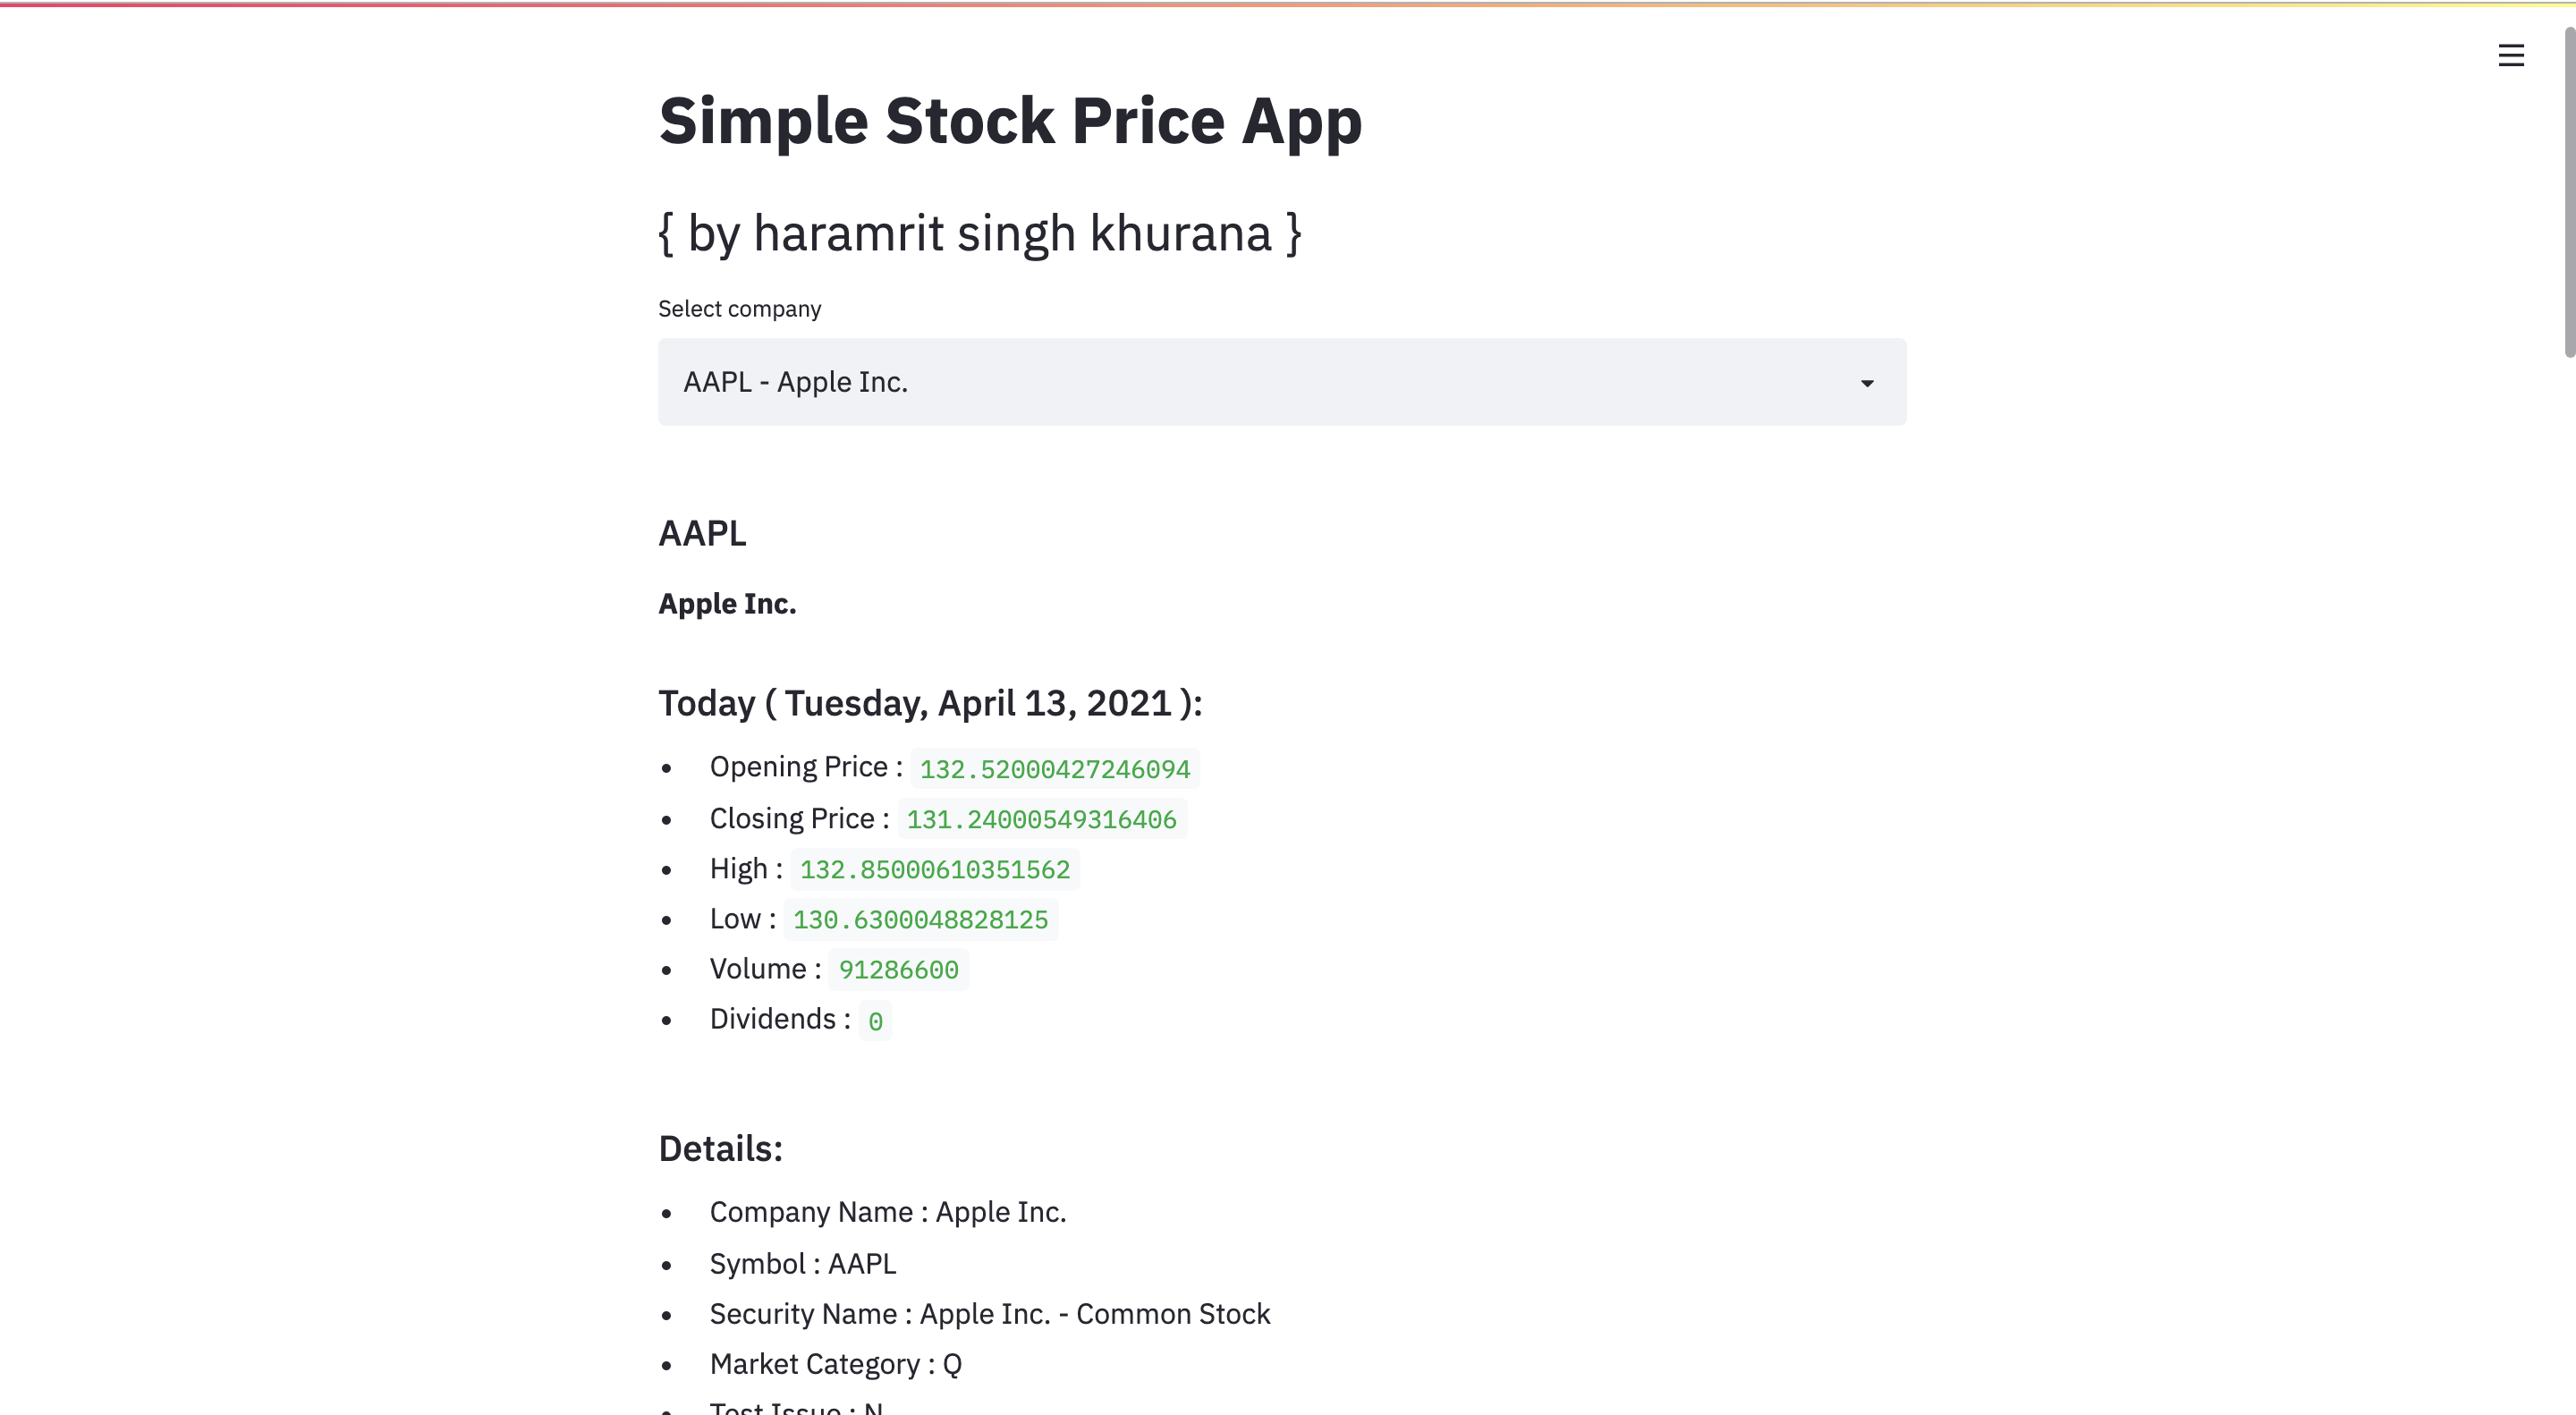 Simple Stock Price App
{ by haramrit singh khurana }
Select company
AAPL - Apple Inc.
AAPL
Apple Inc.
Today ( Tuesday, April 13, 2021 ):
• Opening Price : 132.52000427246094
• Closing Price : 131.24000549316406
• High : 132.85000610351562
• Low : 130.6300048828125
• Volume : 91286600
• Dividends : 0
Details:
• Company Name : Apple Inc.
• Symbol : AAPL
• Security Name : Apple Inc. - Common Stock
• Market Category : Q
• Test Issue : N